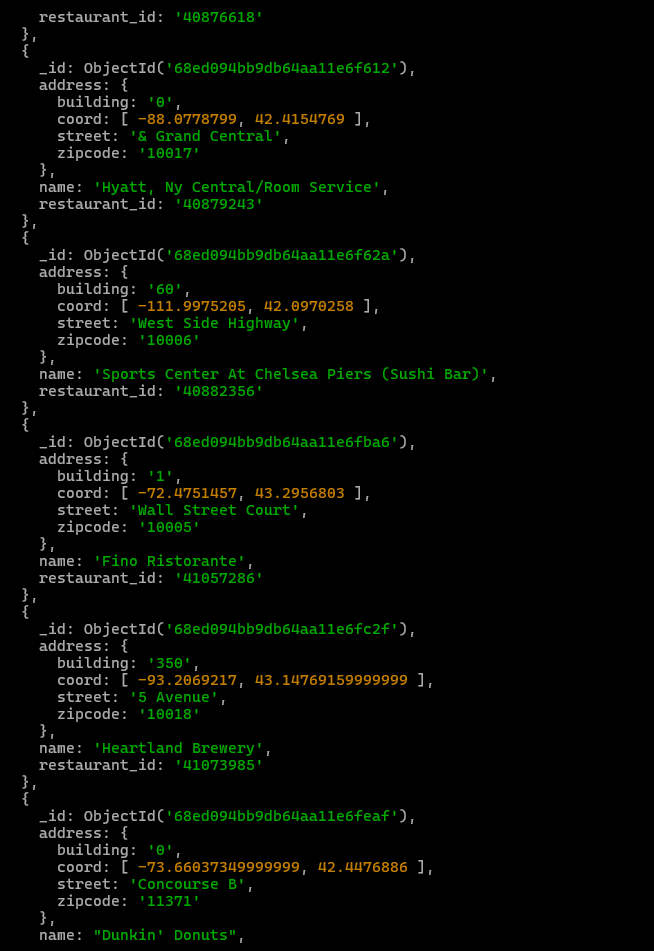 restaurant_id: '40876618'
  },
  {
    _id: ObjectId('68ed094bb9db64aa11e6f612'),
    address: {
      building: '0',
      coord: [ -88.0778799, 42.4154769 ],
      street: '& Grand Central',
      zipcode: '10017'
    },
    name: 'Hyatt, Ny Central/Room Service',
    restaurant_id: '40879243'
  },
  {
    _id: ObjectId('68ed094bb9db64aa11e6f62a'),
    address: {
      building: '60',
      coord: [ -111.9975205, 42.0970258 ],
      street: 'West Side Highway',
      zipcode: '10006'
    },
    name: 'Sports Center At Chelsea Piers (Sushi Bar)',
    restaurant_id: '40882356'
  },
  {
    _id: ObjectId('68ed094bb9db64aa11e6fba6'),
    address: {
      building: '1',
      coord: [ -72.4751457, 43.2956803 ],
      street: 'Wall Street Court',
      zipcode: '10005'
    },
    name: 'Fino Ristorante',
    restaurant_id: '41057286'
  },
  {
    _id: ObjectId('68ed094bb9db64aa11e6fc2f'),
    address: {
      building: '350',
      coord: [ -93.2069217, 43.14769159999999 ],
      street: '5 Avenue',
      zipcode: '10018'
    },
    name: 'Heartland Brewery',
    restaurant_id: '41073985'
  },
  {
    _id: ObjectId('68ed094bb9db64aa11e6feaf'),
    address: {
      building: '0',
      coord: [ -73.66037349999999, 42.4476886 ],
      street: 'Concourse B',
      zipcode: '11371'
    },
    name: "Dunkin' Donuts",